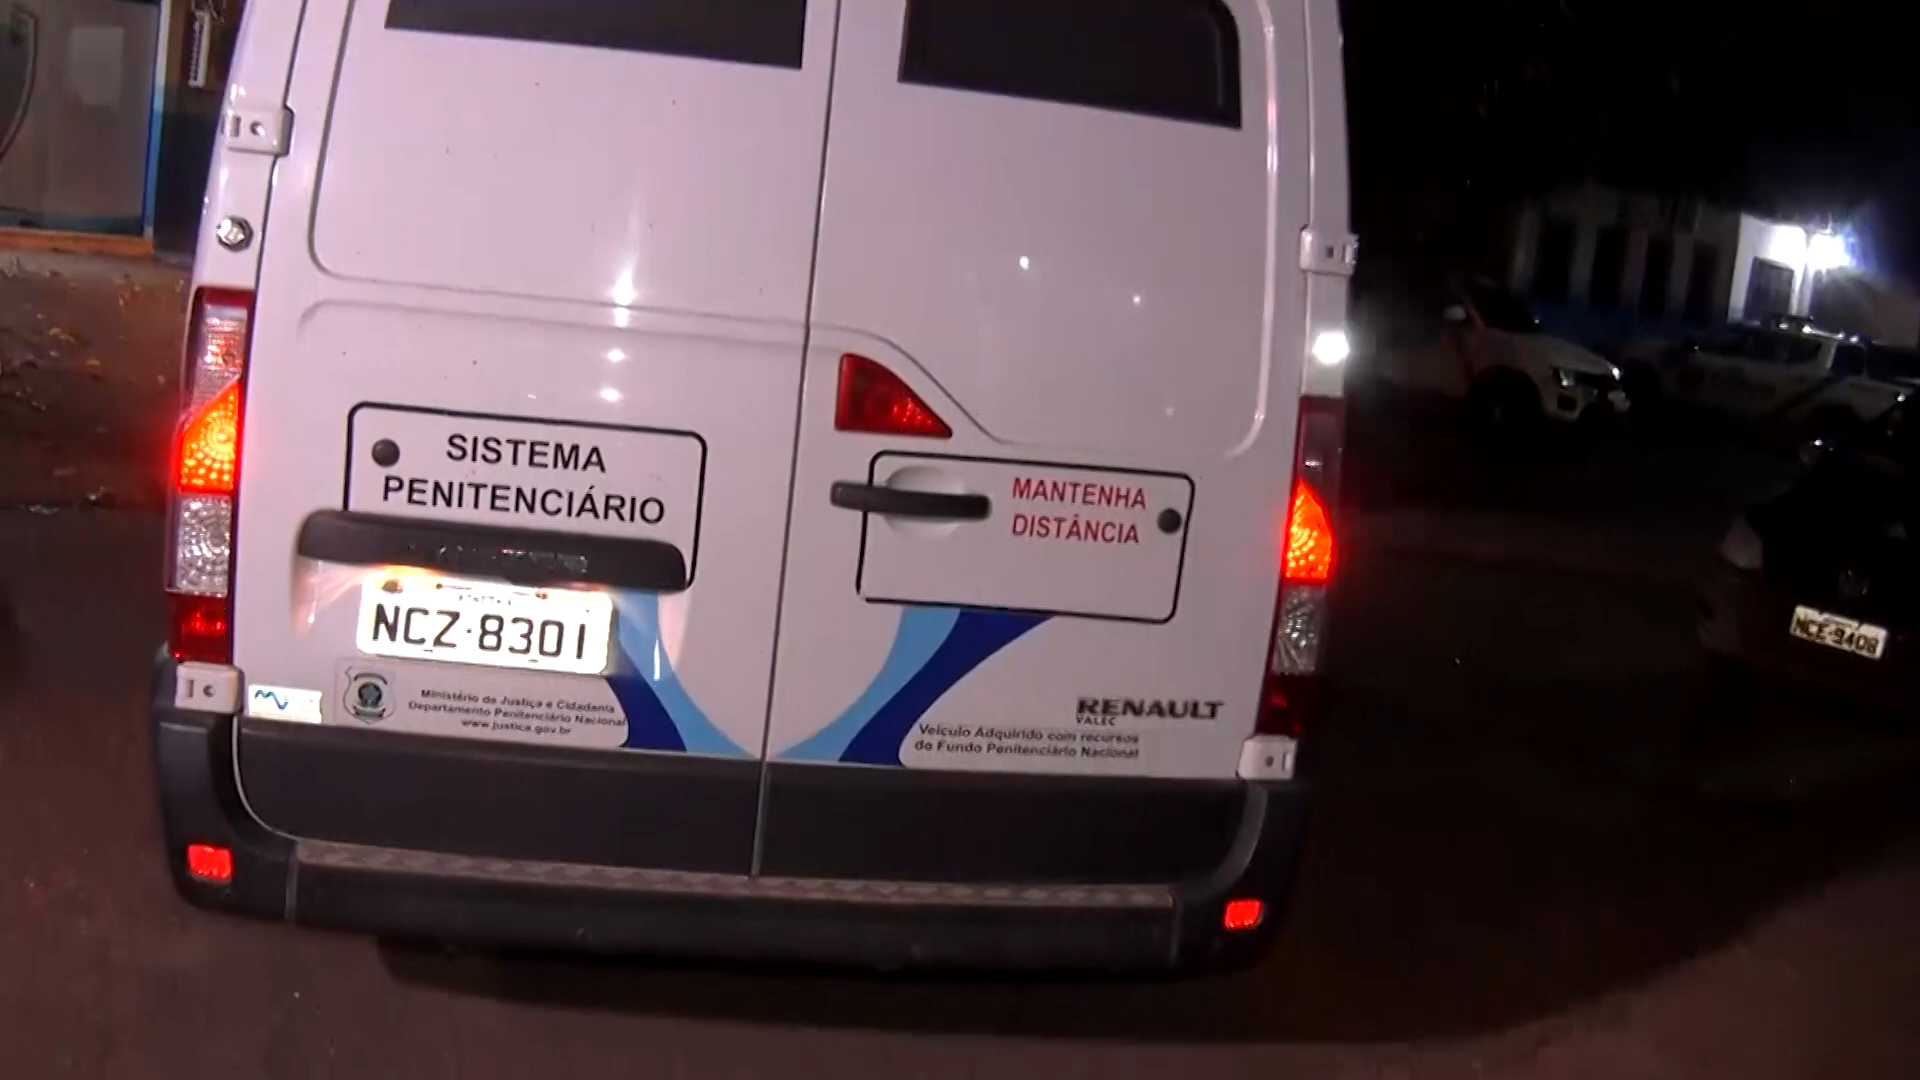 SISTEMA
PENITENCIÁRIO
MANTENHA
DISTÂNCIA
NCZ·8301
NCE-9408
Ministério da Justiça e Cidadania
Departamento Penitenciário Nacional
www.justica.gov.br
RENAULT
VALEC
Veículo Adquirido com recursos
do Fundo Penitenciário Nacional